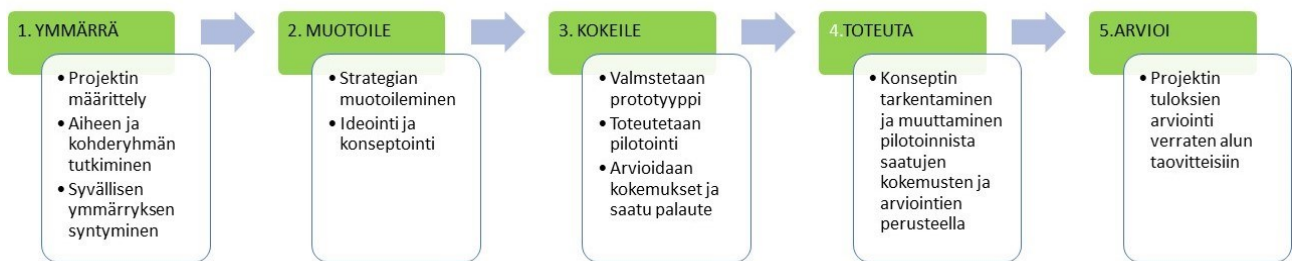 1. YMMÄRRÄ
• Projektin
määrittely
• Aiheen ja
kohderyhmän
tutkiminen
• Syvällisen
ymmärryksen
syntyminen
2. MUOTOILE
• Strategian
muotoileminen
• Ideointi ja
konseptointi
3. KOKEILE
• Valmstetaan
prototyyppi
• Toteutetaan
pilotointi
• Arvioidaan
kokemukset ja
saatu palaute
4.TOTEUTA
• Konseptin
tarkentaminen
ja muuttaminen
pilotoinnista
saatujen
kokemusten ja
arviointien
perusteella
5.ARVIOI
• Projektin
tuloksien
arviointi
verraten alun
taovitteisiin